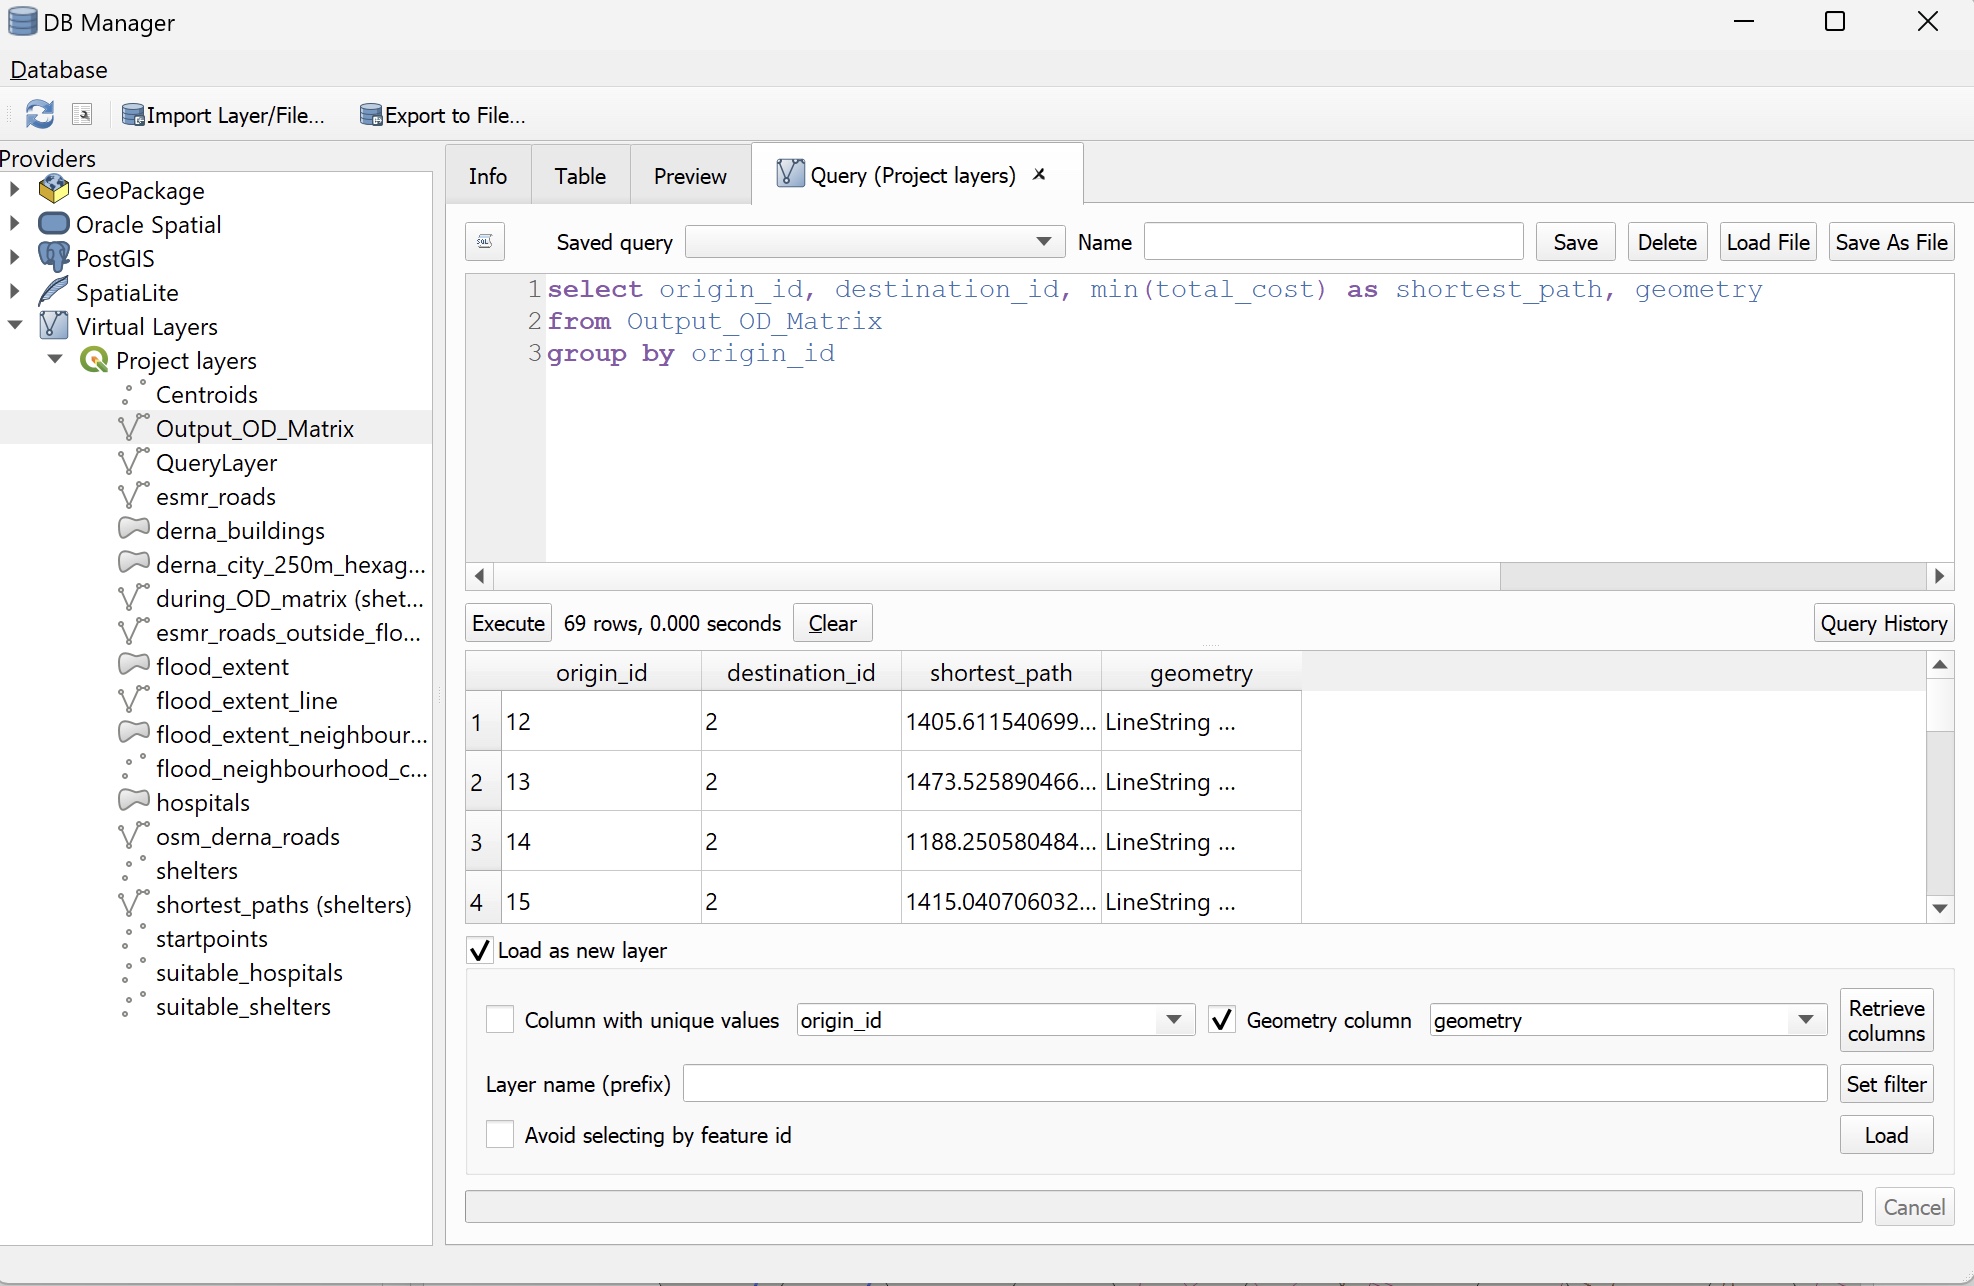 DB Manager
Database
Import Layer/File...
Export to File...
Providers
GeoPackage
Oracle Spatial
PostGIS
SpatiaLite
Virtual Layers
Project layers
Centroids
Output_OD_Matrix
QueryLayer
esmr_roads
derna_buildings
derna_city_250m_hexag...
during_OD_matrix (shet...
esmr_roads_outside_flo...
flood_extent
flood_extent_line
flood_extent_neighbour...
flood_neighbourhood_c...
hospitals
osm_derna_roads
shelters
shortest_paths (shelters)
startpoints
suitable_hospitals
suitable_shelters
Info Table Preview Query (Project layers)
SQL Saved query Name Save Delete Load File Save As File
1 select origin_id, destination_id, min(total_cost) as shortest_path, geometry
2 from Output_OD_Matrix
3 group by origin_id
Execute 69 rows, 0.000 seconds Clear Query History
origin_id destination_id shortest_path geometry
1 12 2 1405.611540699... LineString ...
2 13 2 1473.525890466... LineString ...
3 14 2 1188.250580484... LineString ...
4 15 2 1415.040706032... LineString ...
Load as new layer
Column with unique values origin_id Geometry column geometry Retrieve columns
Layer name (prefix) Set filter
Avoid selecting by feature id Load
Cancel